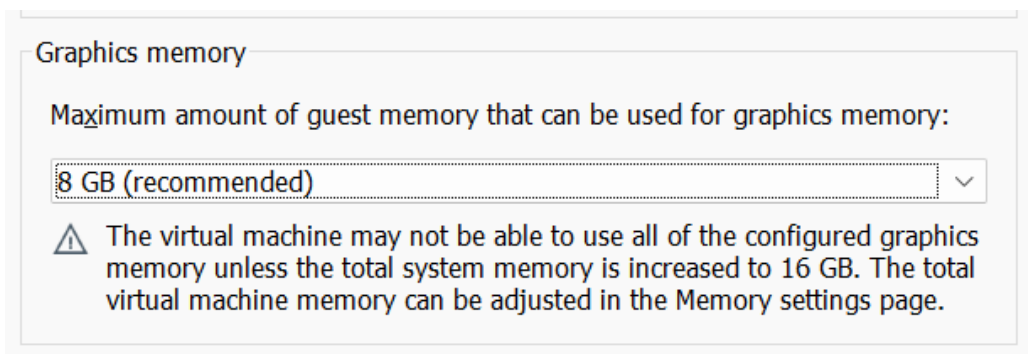 Graphics memory
Maximum amount of guest memory that can be used for graphics memory:
8 GB (recommended)
The virtual machine may not be able to use all of the configured graphics
memory unless the total system memory is increased to 16 GB. The total
virtual machine memory can be adjusted in the Memory settings page.